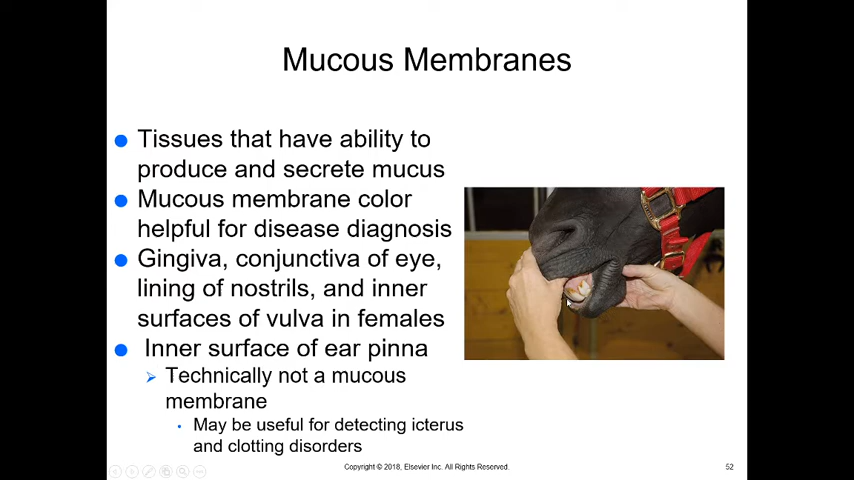 Mucous Membranes
Tissues that have ability to
produce and secrete mucus
Mucous membrane color
helpful for disease diagnosis
Gingiva, conjunctiva of eye,
lining of nostrils, and inner
surfaces of vulva in females
Inner surface of ear pinna
Technically not a mucous
membrane
May be useful for detecting icterus
and clotting disorders
Copyright © 2018, Elsevier Inc. All Rights Reserved.
52